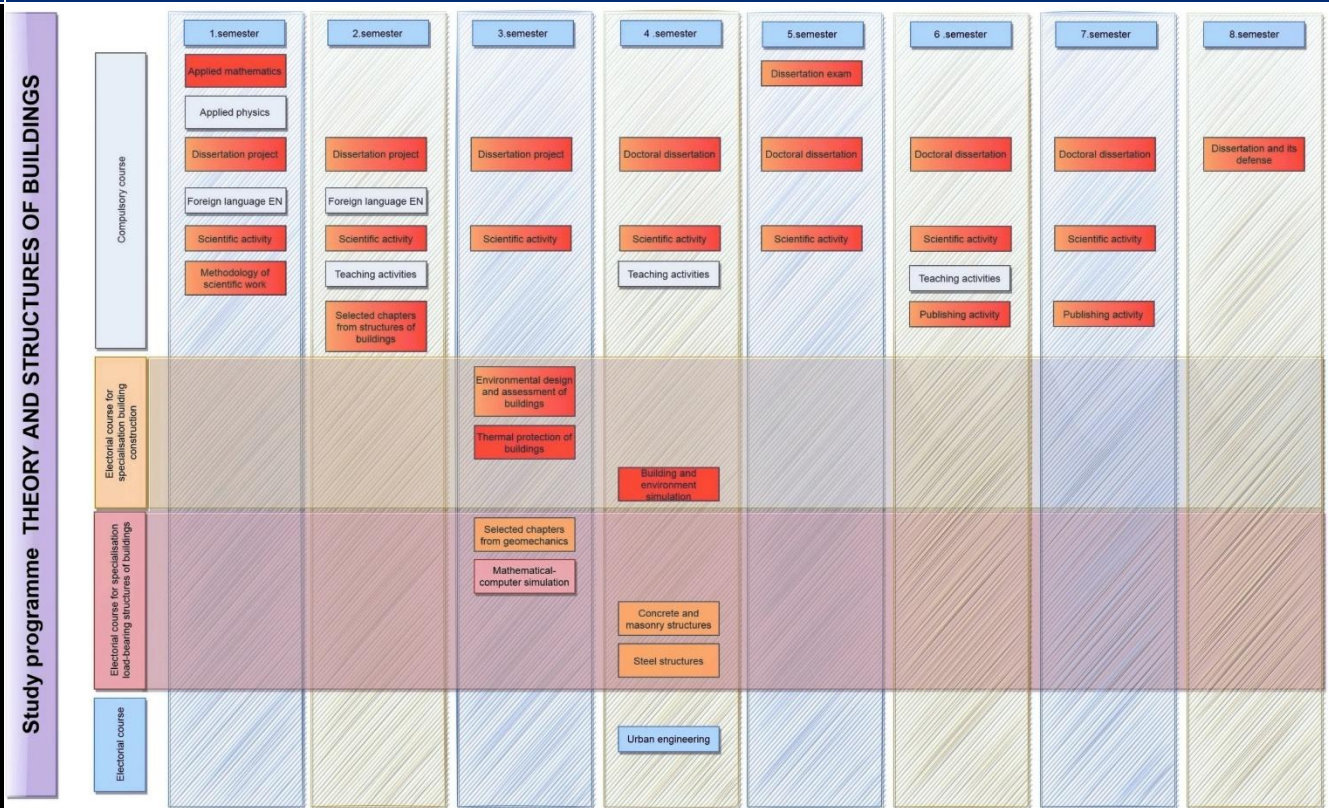 Study programme THEORY AND STRUCTURES OF BUILDINGS
1.semester
2.semester
3.semester
4 .semester
5.semester
6 .semester
7.semester
8.semester
Compulsory course
Applied mathematics
Dissertation exam
Applied physics
Dissertation project
Dissertation project
Dissertation project
Doctoral dissertation
Doctoral dissertation
Doctoral dissertation
Doctoral dissertation
Dissertation and its
defense
Foreign language EN
Foreign language EN
Scientific activity
Scientific activity
Scientific activity
Scientific activity
Scientific activity
Scientific activity
Scientific activity
Methodology of
scientific work
Teaching activities
Teaching activities
Teaching activities
Selected chapters
from structures of
buildings
Publishing activity
Publishing activity
Electorial course for
specialisation building
construction
Environmental design
and assessment of
buildings
Thermal protection of
buildings
Building and
environment
simulation
Electorial course for specialisation
load-bearing structures of buildings
Selected chapters
from geomechanics
Mathematical-
computer simulation
Concrete and
masonry structures
Steel structures
Electorial course
Urban engineering